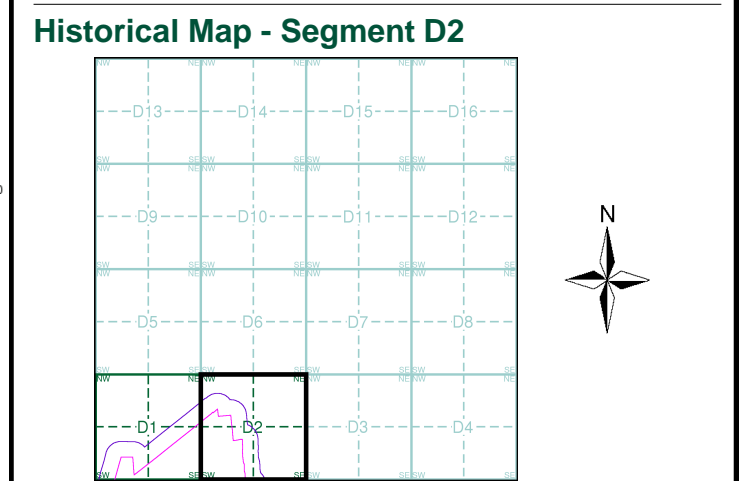 Historical Map - Segment D2
NW NE NW NE NW NE NW NE
D13 D14 D15 D16
SW SE SW SE SW SE SW SE
NW NE NW NE NW NE NW NE
N
D9 D10 D11 D12
SW SE SW SE SW SE SW SE
NW NE NW NE NW NE NW NE
D5 D6 D7 D8
SW SE SW SE SW SE SW SE
NW NE NW NE NW NE NW NE
D1 D2 D3 D4
SW SE SW SE SW SE SW SE